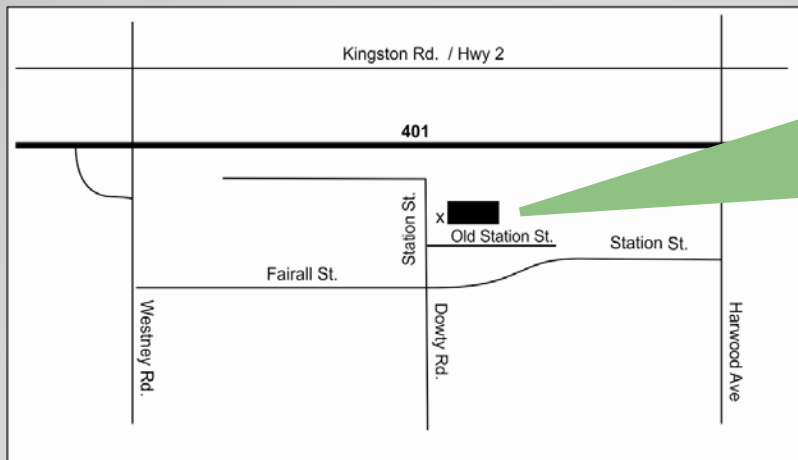 Kingston Rd. / Hwy 2
401
Station St.
x
Old Station St.
Station St.
Fairall St.
Westney Rd.
Dowty Rd.
Harwood Ave